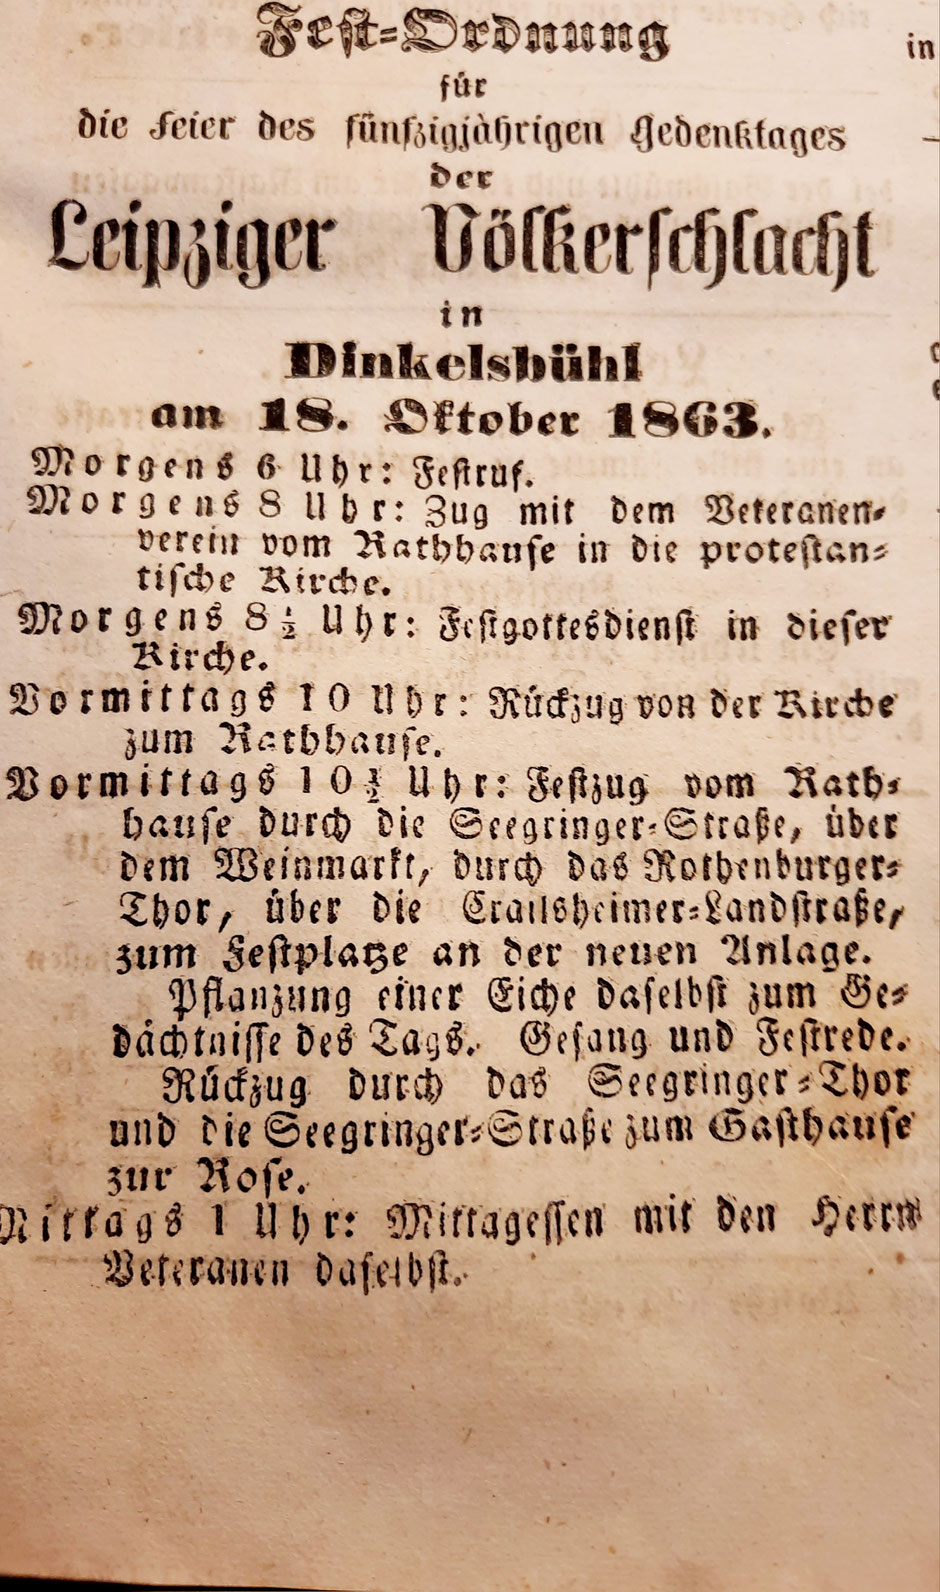 Fest-Ordnung
für
die Feier des fünfzigjährigen Gedenktages
der
Leipziger Völkerschlacht
in
Dinkelsbühl
am 18. Oktober 1863.
Morgens 6 Uhr: Festruf.
Morgens 8 Uhr: Zug mit dem Veteranen-
verein vom Rathhause in die protestan-
tische Kirche.
Morgens 8½ Uhr: Festgottesdienst in dieser
Kirche.
Vormittags 10 Uhr: Rückzug von der Kirche
zum Rathhause.
Vormittags 10 Uhr: Festzug vom Rath-
hause durch die Seegringer-Straße, über
dem Weinmarkt, durch das Rothenburger-
Thor, über die Crailsheimer-Landstraße,
zum Festplatze an der neuen Anlage.
Pflanzung einer Eiche daselbst zum Ge-
dächtnisse des Tags. Gesang und Festrede.
Rückzug durch das Seegringer-Thor
und die Seegringer-Straße zum Gasthause
zur Rose.
Mittags 1 Uhr: Mittagessen mit den Herrn
Veteranen daselbst.
in